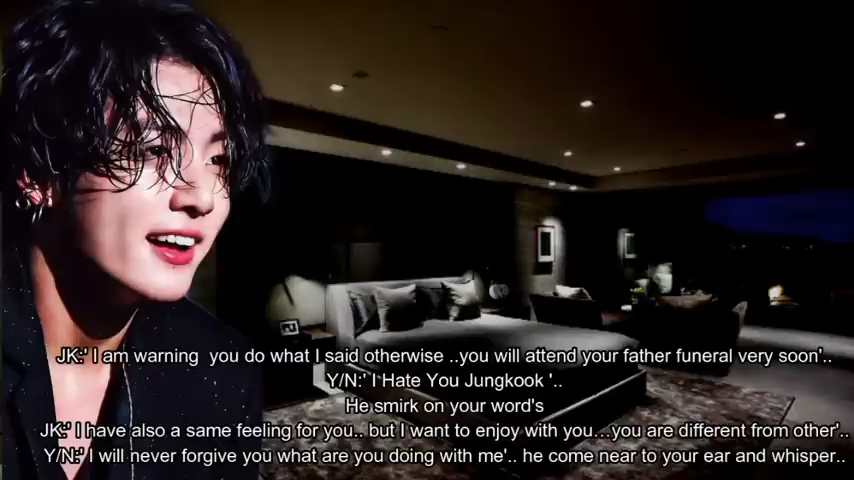 JK:' I am warning  you do what I said otherwise ..you will attend your father funeral very soon'..
Y/N:' I Hate You Jungkook '..
He smirk on your word's
JK:' I have also a same feeling for you.. but I want to enjoy with you...you are different from other'..
Y/N:' I will never forgive you what are you doing with me'.. he come near to your ear and whisper..